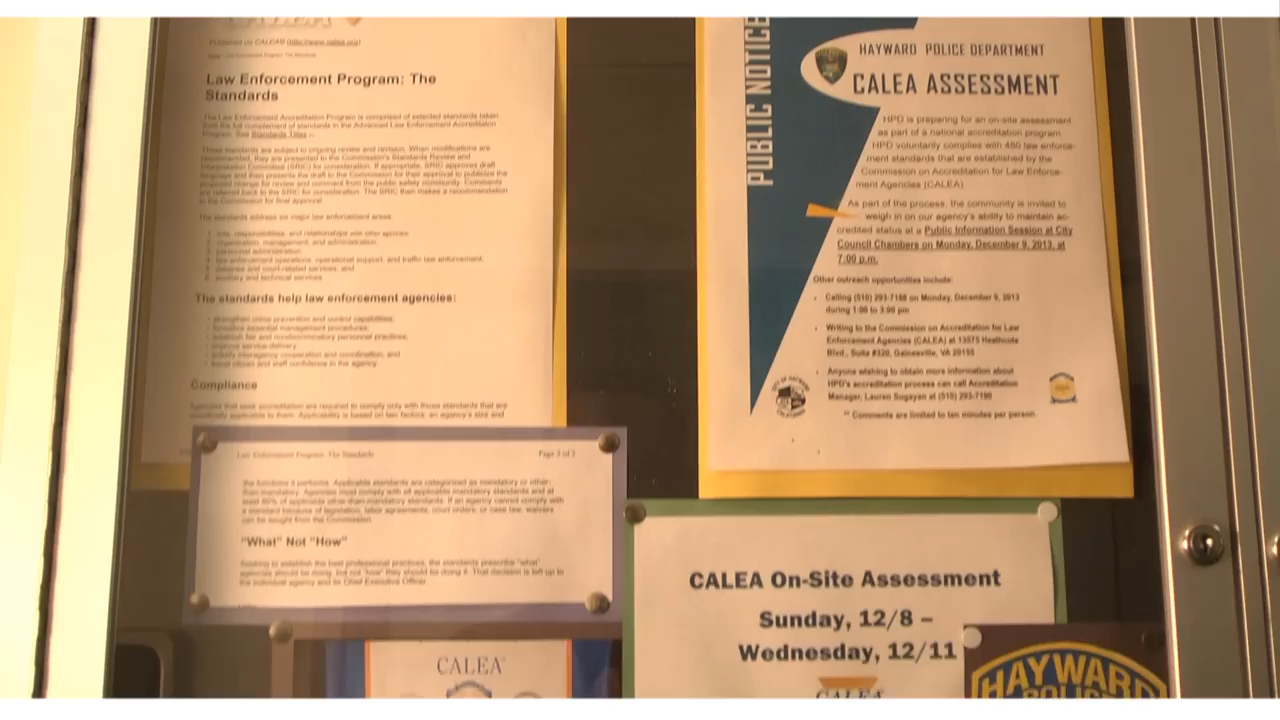 CALEA
Published on CALEA® (http://www.calea.org)
Law Enforcement Program: The
Standards
The Law Enforcement Accreditation Program is comprised of selected standards taken
from the full complement of standards in the Advanced Law Enforcement Accreditation
Program. See Standards Titles
These standards are subject to ongoing review and revision. When modifications are
recommended, they are presented to the Commission's Standards Review and
Interpretation Committee (SRIC) for consideration. If appropriate, SRIC approves draft
language and then presents the draft to the Commission for their approval to publicize the
proposed change for review and comment from the public safety community. Comments
are referred back to the SRIC for consideration. The SRIC then makes a recommendation
to the Commission for final approval.
The standards address six major law enforcement areas:
1. role, responsibilities, and relationships with other agencies;
2. organization, management, and administration;
3. personnel administration;
4. law enforcement operations, operational support, and traffic law enforcement;
5. detainee and court-related services; and
6. auxiliary and technical services.
The standards help law enforcement agencies:
strengthen crime prevention and control capabilities;
formalize essential management procedures;
establish fair and nondiscriminatory personnel practices;
improve service delivery;
solidify interagency cooperation and coordination; and
boost citizen and staff confidence in the agency
Compliance
Agencies that seek accreditation are required to comply only with those standards that are
specifically applicable to them. Applicability is based on two factors: an agency's size and
Law Enforcement Program: The Standards Page 2 of 2
the functions it performs. Applicable standards are categorized as mandatory or other-
than-mandatory. Agencies must comply with all applicable mandatory standards and at
least 80% of applicable other-than-mandatory standards. If an agency cannot comply with
a standard because of legislation, labor agreements, court orders, or case law, waivers
can be sought from the Commission.
"What" Not "How"
Seeking to establish the best professional practices, the standards prescribe "what"
agencies should be doing, but not "how" they should be doing it. That decision is left up to
the individual agency and its Chief Executive Officer.
CALEA
PUBLIC NOTICE
HAYWARD POLICE DEPARTMENT
CALEA ASSESSMENT
HPD is preparing for an on-site assessment
as part of a national accreditation program.
HPD voluntarily complies with 480 law enforce-
ment standards that are established by the
Commission on Accreditation for Law Enforce-
ment Agencies (CALEA)
As part of the process, the community is invited to
weigh in on our agency's ability to maintain ac-
credited status at a Public Information Session at City
Council Chambers on Monday, December 9, 2013, at
7:00 p.m.
Other outreach opportunities include:
Calling (510) 293-7188 on Monday, December 9, 2013
during 1:00 to 3:00 pm
Writing to the Commission on Accreditation for Law
Enforcement Agencies (CALEA) at 13575 Heathcote
Blvd., Suite #320, Gainesville, VA 20155
Anyone wishing to obtain more information about
HPD's accreditation process can call Accreditation
Manager, Lauren Sugayan at (510) 293-7190
** Comments are limited to ten minutes per person.
CITY OF HAYWARD
CALIFORNIA
CALEA On-Site Assessment
Sunday, 12/8 –
Wednesday, 12/11
CALEA
HAYWARD
POLICE